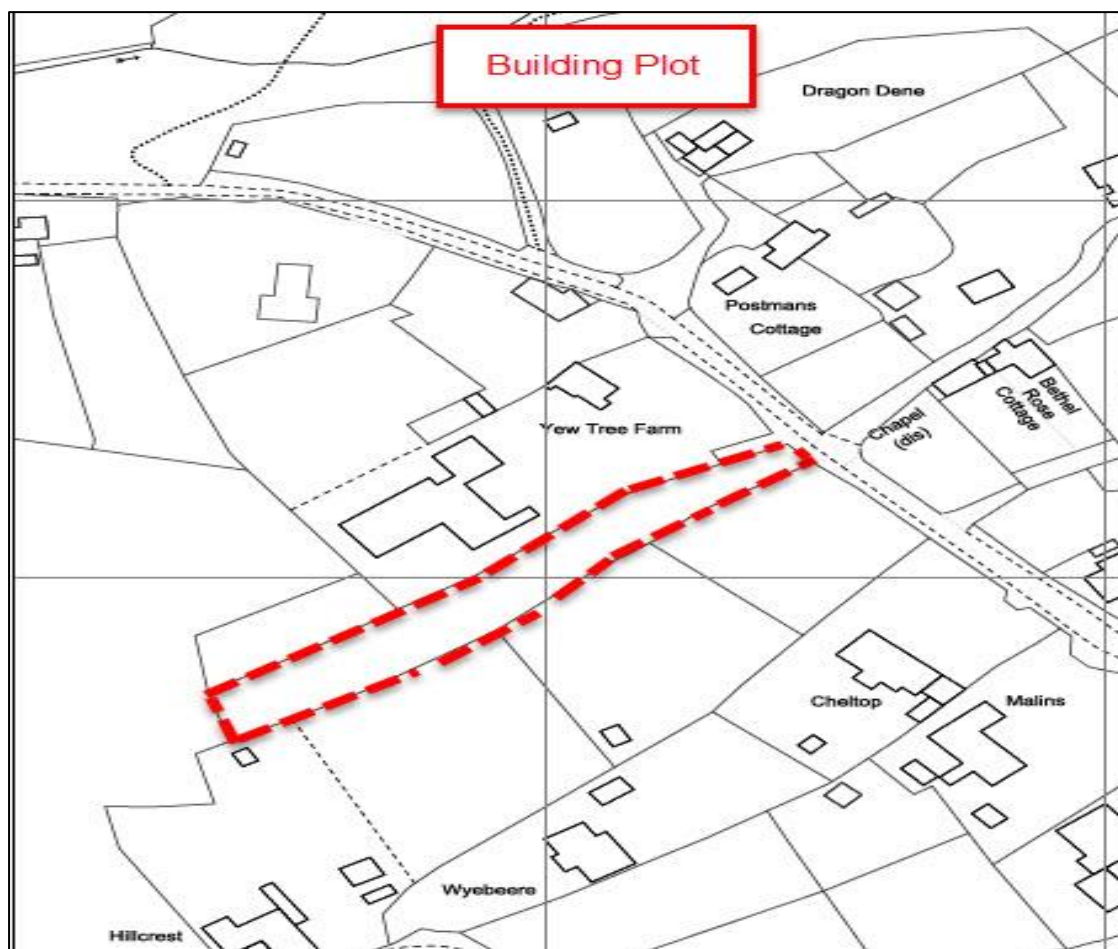 Building Plot
Dragon Dene
Postmans
Cottage
Bethel
Rose
Cottage
Chapel
(dis)
Yew Tree Farm
Cheltop
Malins
Wyebeere
Hillcrest